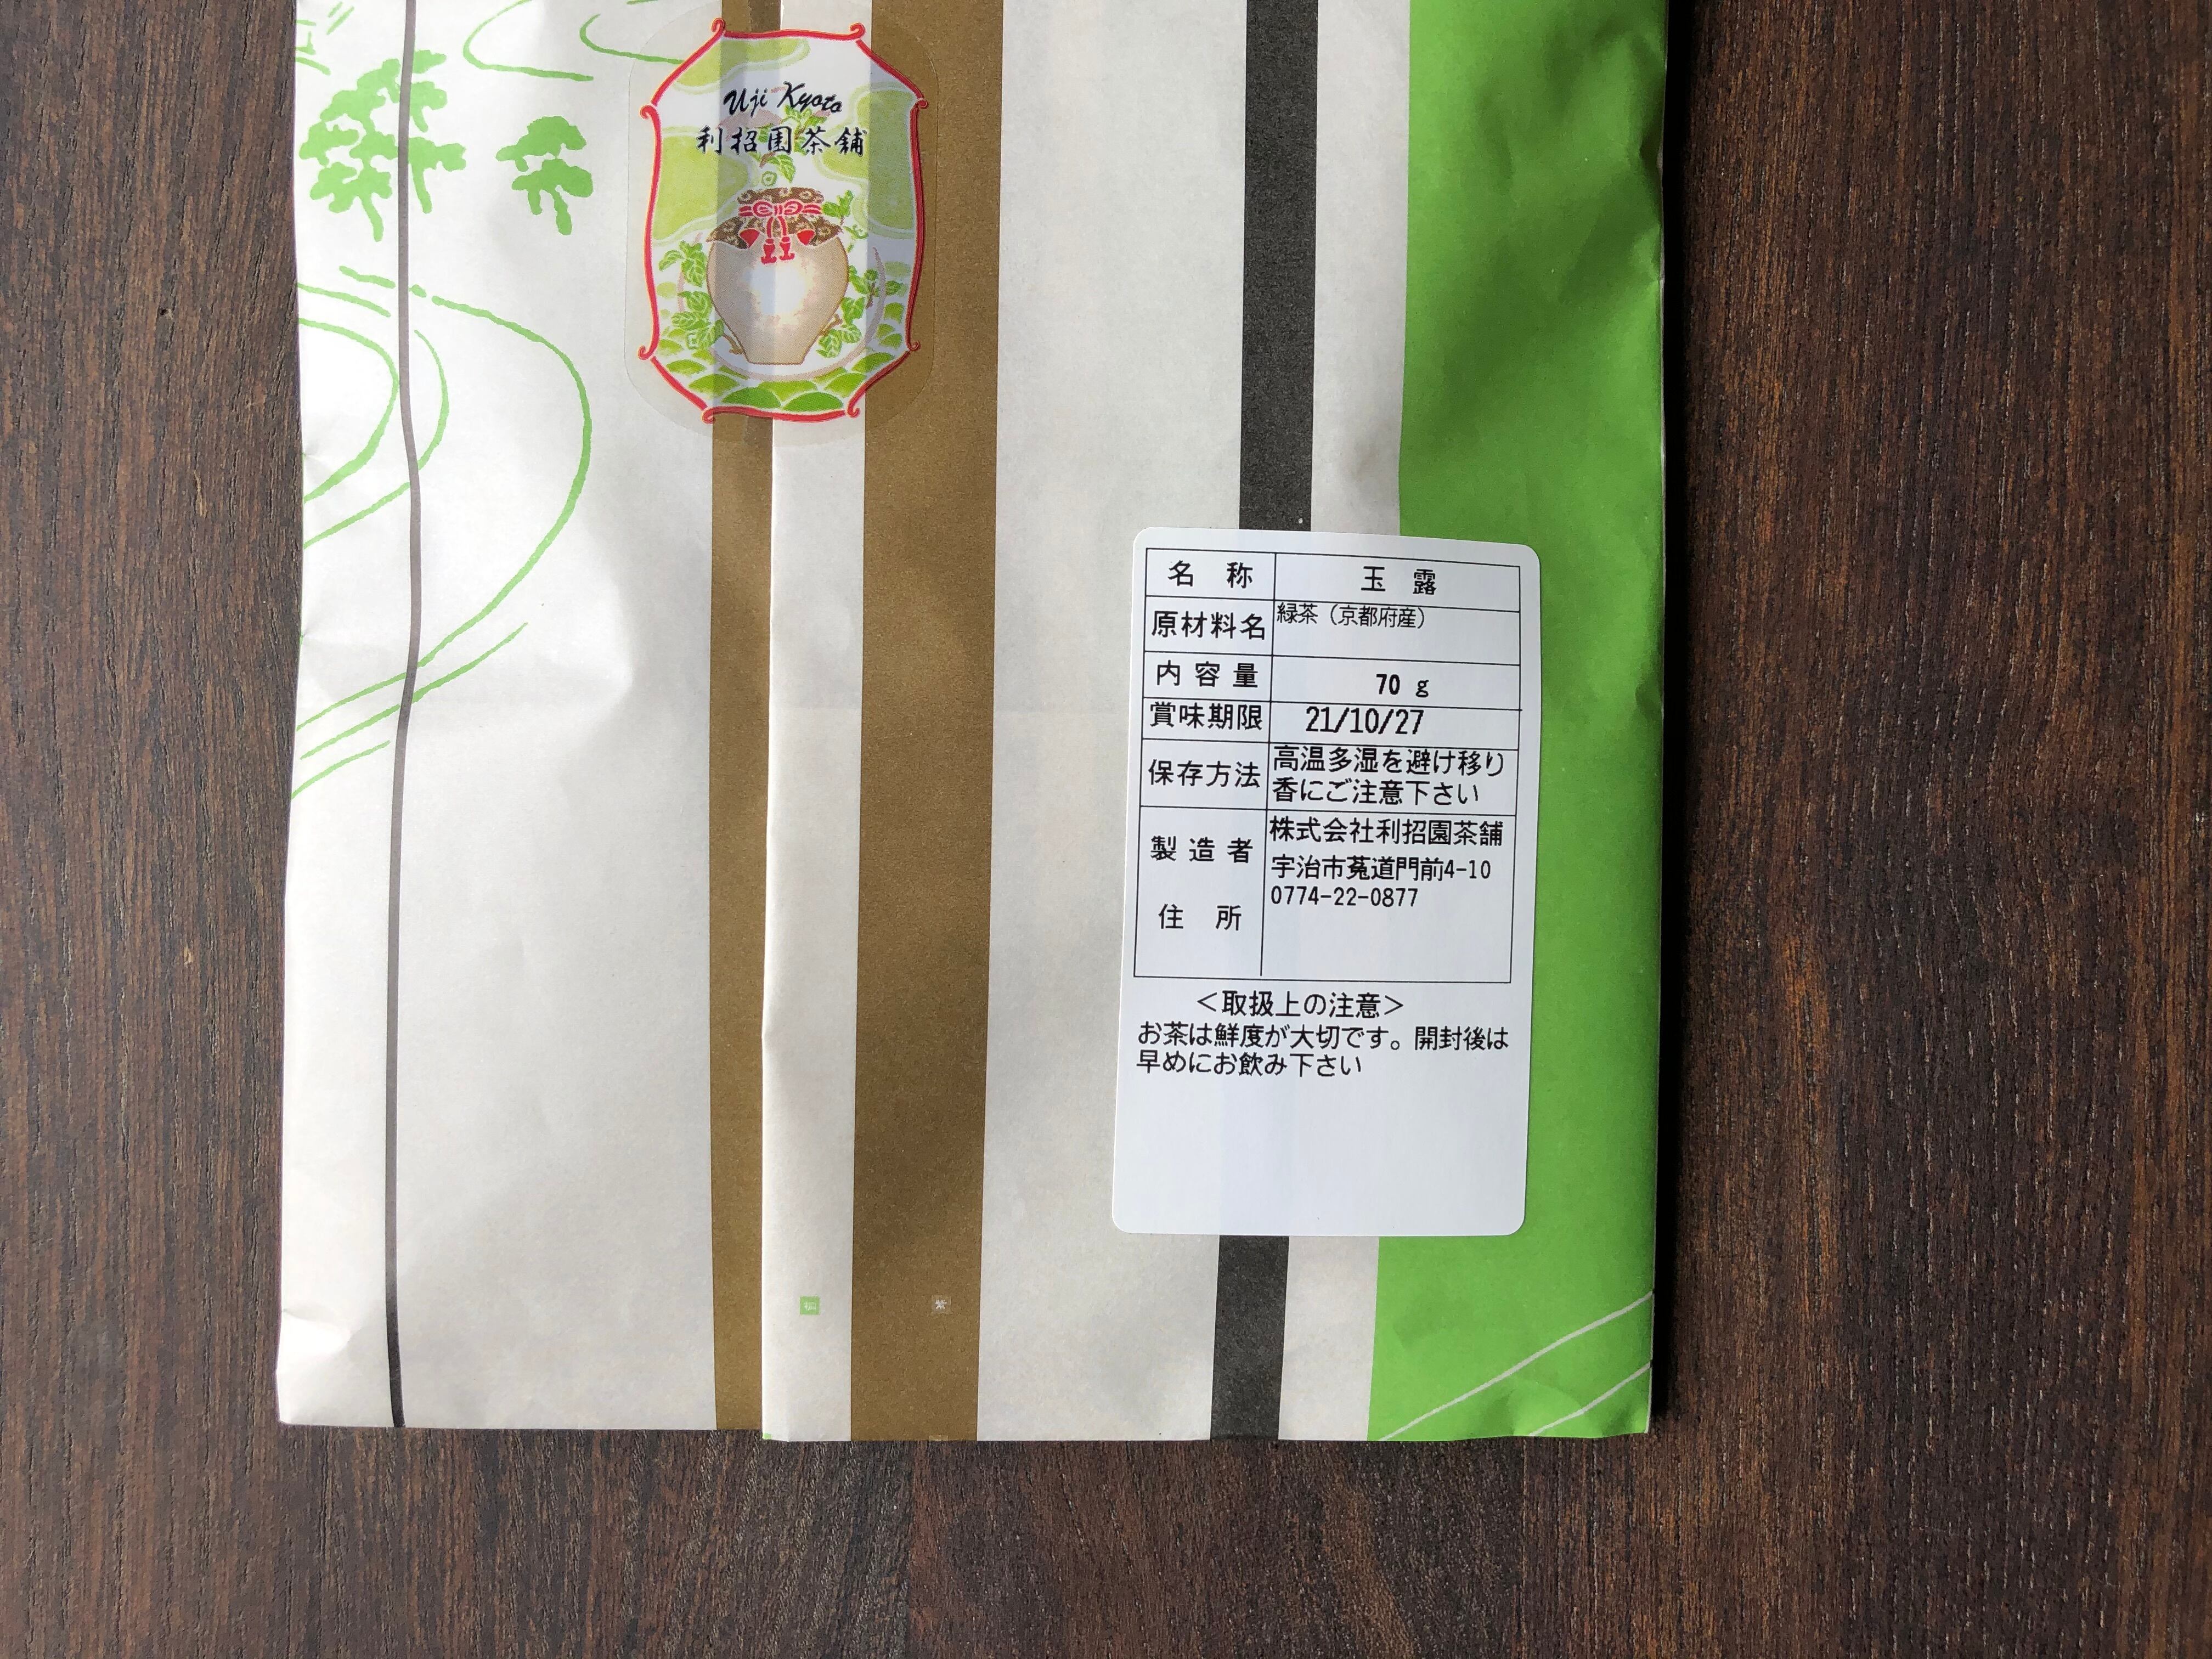 Uji Kyoto
利招園茶舗
名 称 玉 露
原材料名 緑茶（京都府産）
内容量 70 g
賞味期限 21/10/27
保存方法 高温多湿を避け移り
香にご注意下さい
製造者 株式会社利招園茶舗
宇治市菟道門前4-10
0774-22-0877
住 所
＜取扱上の注意＞
お茶は鮮度が大切です。開封後は
早めにお飲み下さい